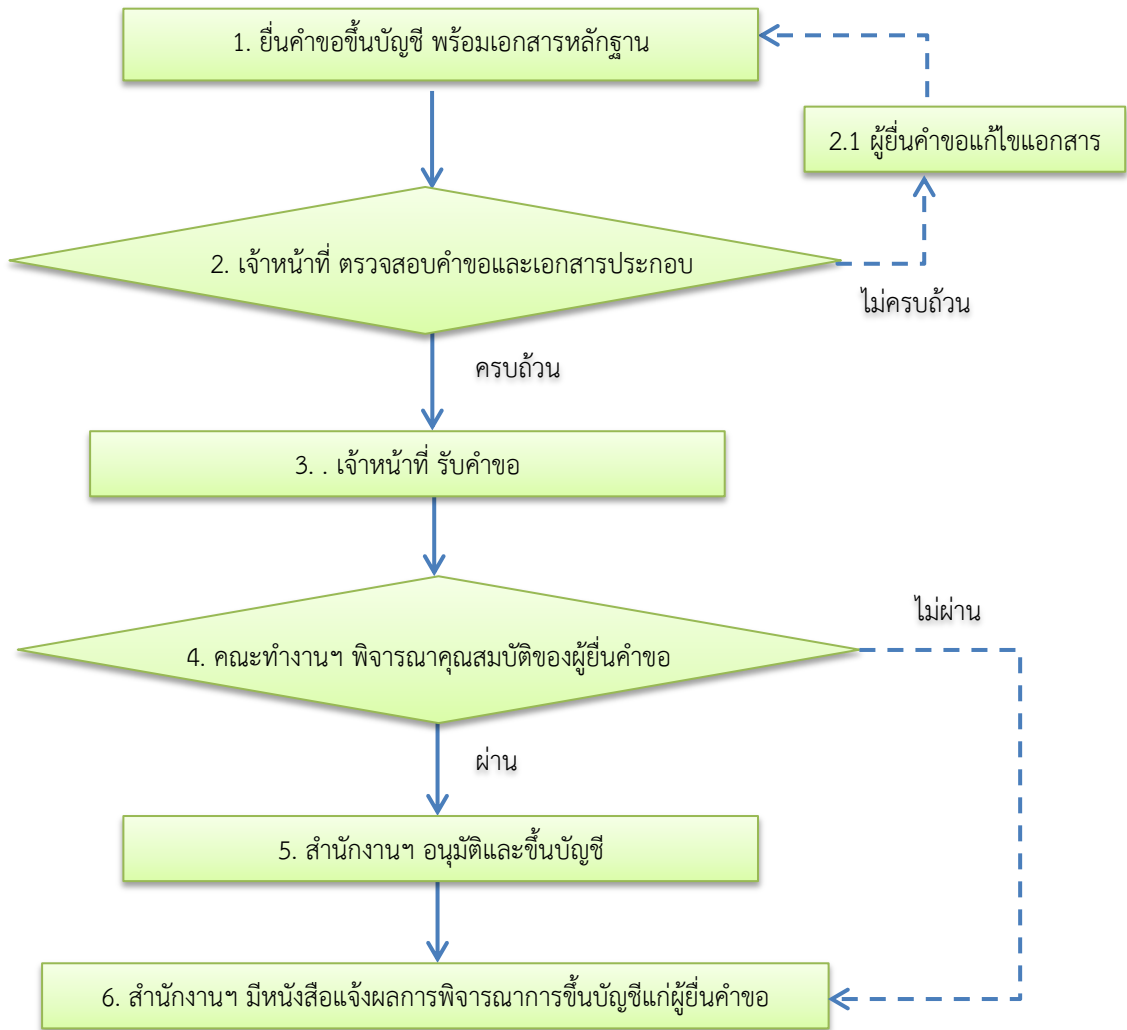 1. ยื่นคำขอขึ้นบัญชี พร้อมเอกสารหลักฐาน
2.1 ผู้ยื่นคำขอแก้ไขแอกสาร
2. เจ้าหน้าที่ ตรวจสอบคำขอและเอกสารประกอบ
ไม่ครบถ้วน
ครบถ้วน
3. . เจ้าหน้าที่ รับคำขอ
ไม่ผ่าน
4. คณะทำงานฯ พิจารณาคุณสมบัติของผู้ยื่นคำขอ
ผ่าน
5. สำนักงานฯ อนุมัติและขึ้นบัญชี
6. สำนักงานฯ มีหนังสือแจ้งผลการพิจารณาการขึ้นบัญชีแก่ผู้ยื่นคำขอ